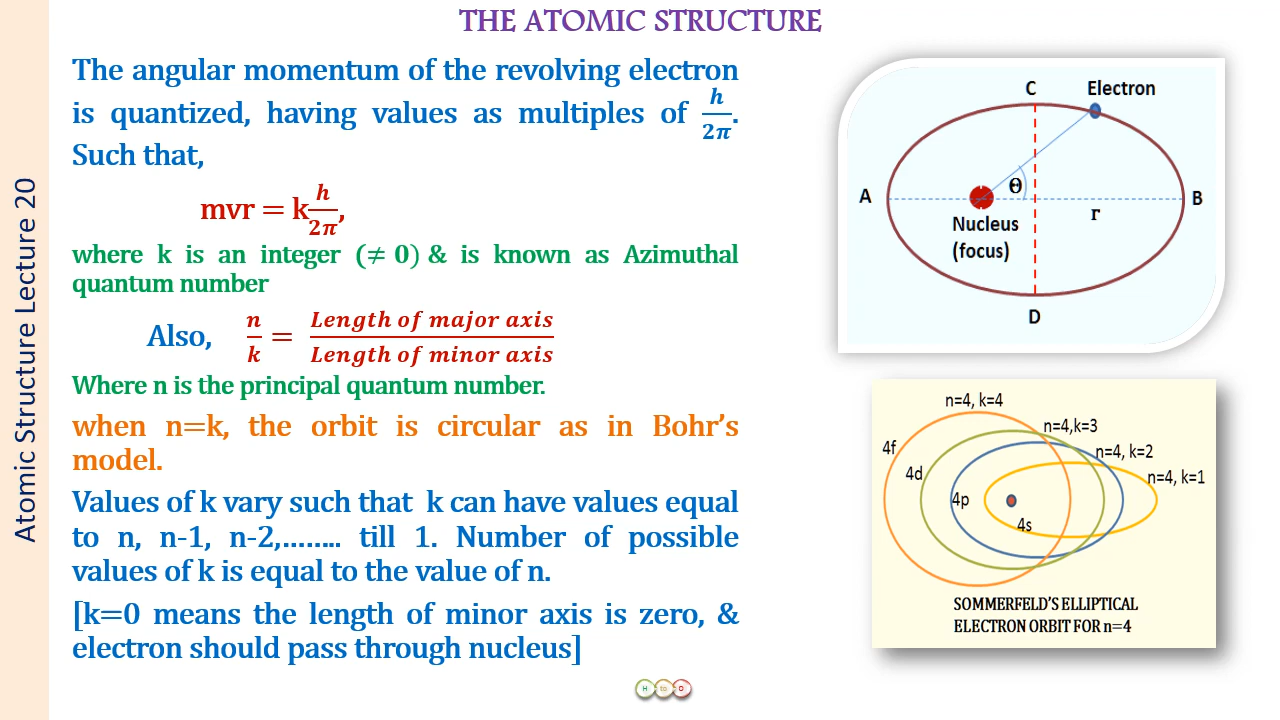 THE ATOMIC STRUCTURE
Atomic Structure Lecture 20
The angular momentum of the revolving electron
is quantized, having values as multiples of h/2π.
Such that,
mvr = k h/2π,
where k is an integer (≠ 0) & is known as Azimuthal
quantum number
Also, n/k = Length of major axis / Length of minor axis
Where n is the principal quantum number.
when n=k, the orbit is circular as in Bohr's
model.
Values of k vary such that k can have values equal
to n, n-1, n-2,........ till 1. Number of possible
values of k is equal to the value of n.
[k=0 means the length of minor axis is zero, &
electron should pass through nucleus]
C
Electron
A
Θ
B
r
Nucleus
(focus)
D
n=4, k=4
n=4,k=3
n=4, k=2
n=4, k=1
4f
4d
4p
4s
SOMMERFELD'S ELLIPTICAL
ELECTRON ORBIT FOR n=4
H to O